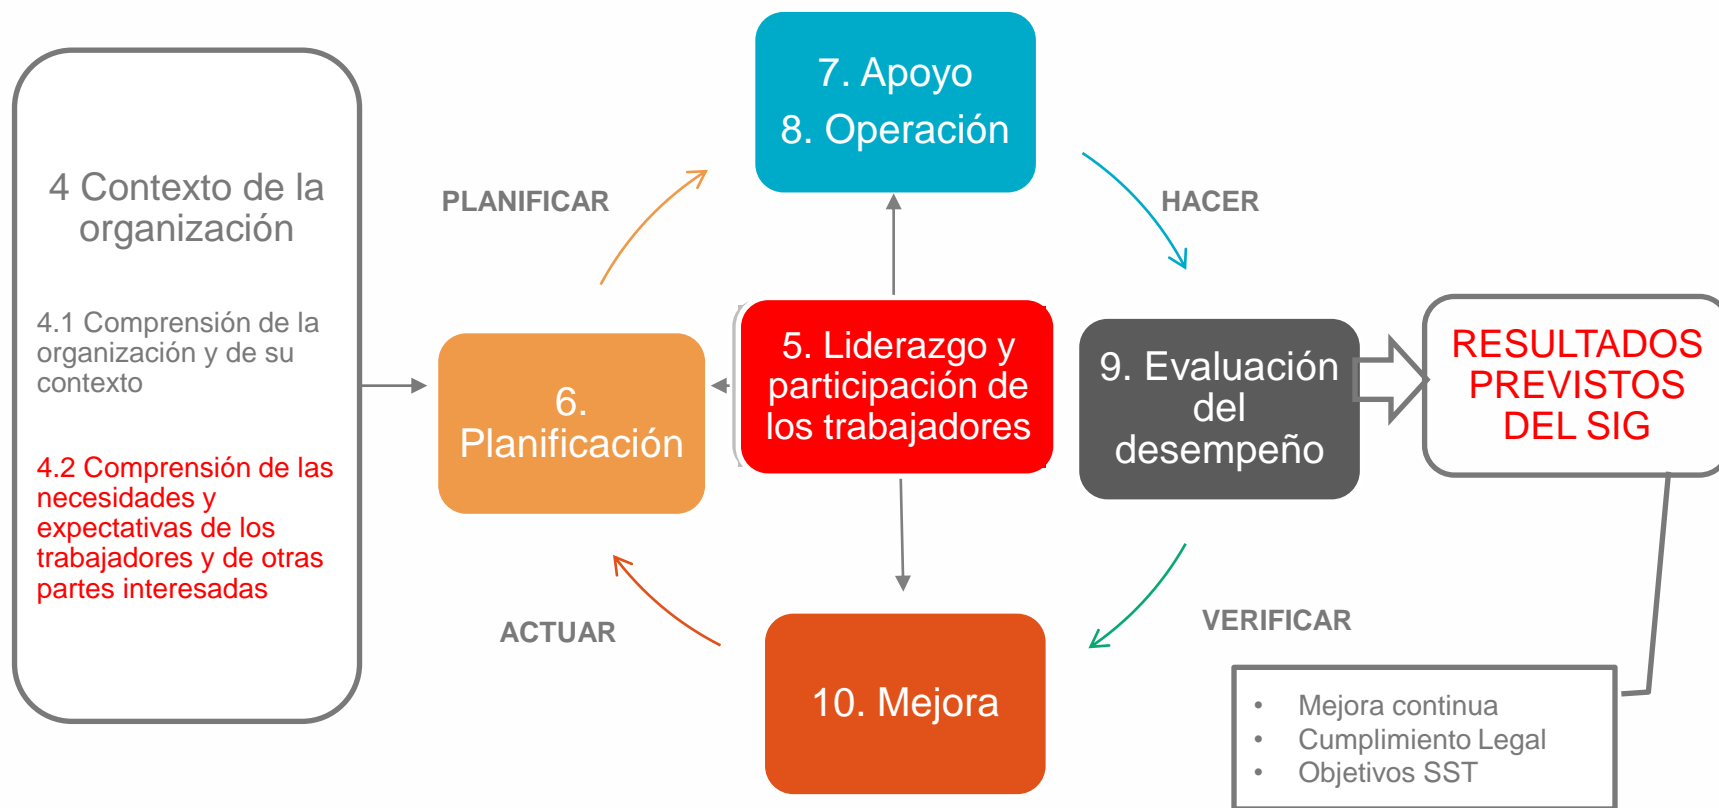 4 Contexto de la
organización
4.1 Comprensión de la
organización y de su
contexto
4.2 Comprensión de las
necesidades y
expectativas de los
trabajadores y de otras
partes interesadas
PLANIFICAR
7. Apoyo
8. Operación
HACER
6.
Planificación
5. Liderazgo y
participación de
los trabajadores
9. Evaluación
del
desempeño
RESULTADOS
PREVISTOS
DEL SIG
ACTUAR
10. Mejora
VERIFICAR
• Mejora continua
• Cumplimiento Legal
• Objetivos SST